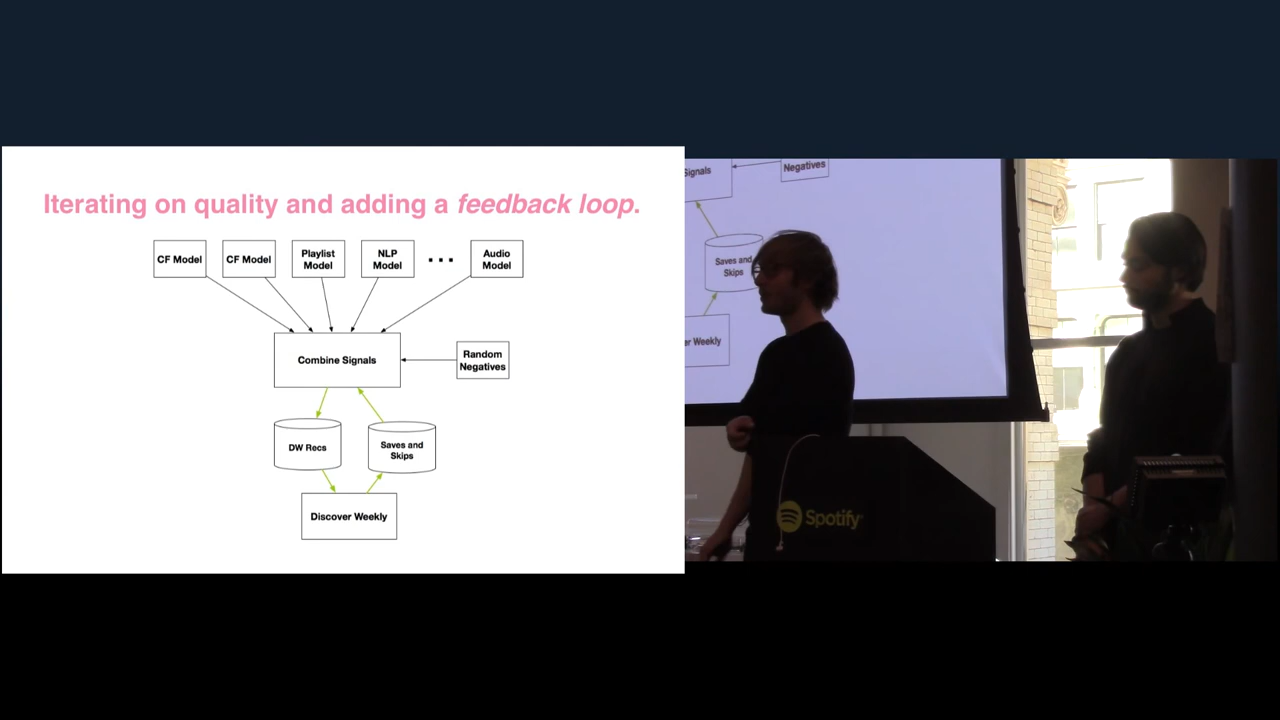 Iterating on quality and adding a feedback loop.
CF Model
CF Model
Playlist
Model
NLP
Model
...
Audio
Model
Combine Signals
Random
Negatives
DW Recs
Saves and
Skips
Discover Weekly
Signals
Negatives
Saves and
Skips
er Weekly
Spotify